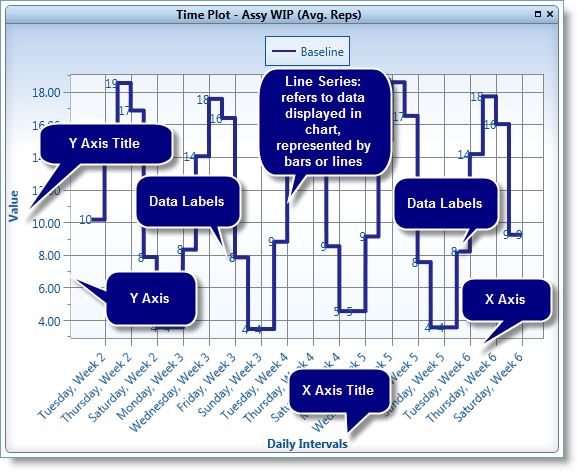 Time Plot - Assy WIP (Avg. Reps)
Baseline
18.00
16.
14
12.00
10.00
8.00
6.00
4.00
Value
10
19
17
8
4
4
8
14
18
16
8
4
4
9
9
5
5
9
17
8
4
4
8
14
18
16
9
9
Line Series:
refers to data
displayed in
chart,
represented by
bars or lines
Y Axis Title
Data Labels
Data Labels
Y Axis
X Axis
X Axis Title
Tuesday, Week 2
Thursday, Week 2
Saturday, Week 2
Monday, Week 3
Wednesday, Week 3
Friday, Week 3
Sunday, Week 3
Tuesday, Week 4
Thursday, Week 4
Week 4
Week 5
Week 5
Week 5
Sunday, Week 5
Tuesday, Week 6
Thursday, Week 6
Saturday, Week 6
Daily Intervals